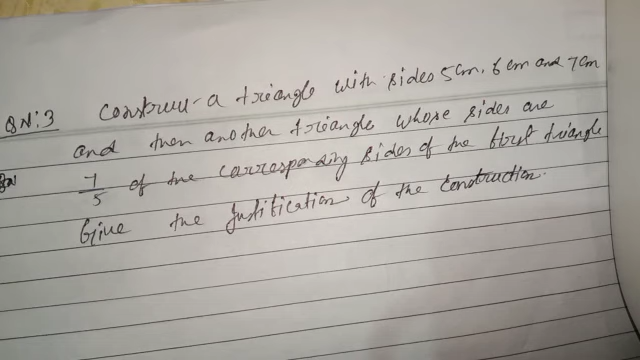 QN:3 Construct a triangle with sides 5cm, 6cm and 7cm
and then another triangle whose sides are
7/5 of the corresponding sides of the first triangle
Give the Justification of the Construction.